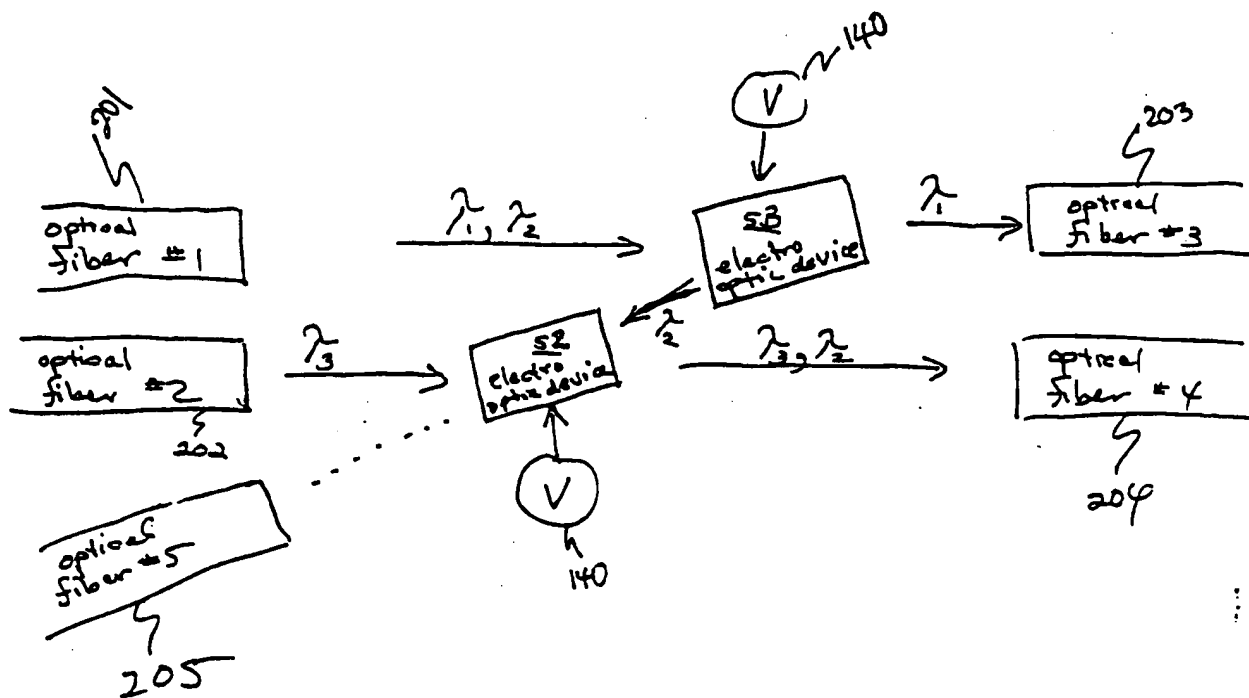 140
V
201
203
optical
fiber #1
λ1, λ2
53
electro
optic device
λ1
optical
fiber #3
λ2
optical
fiber #2
λ3
52
electro
optic device
λ3, λ2
optical
fiber #4
202
V
204
optical
fiber #5
140
205